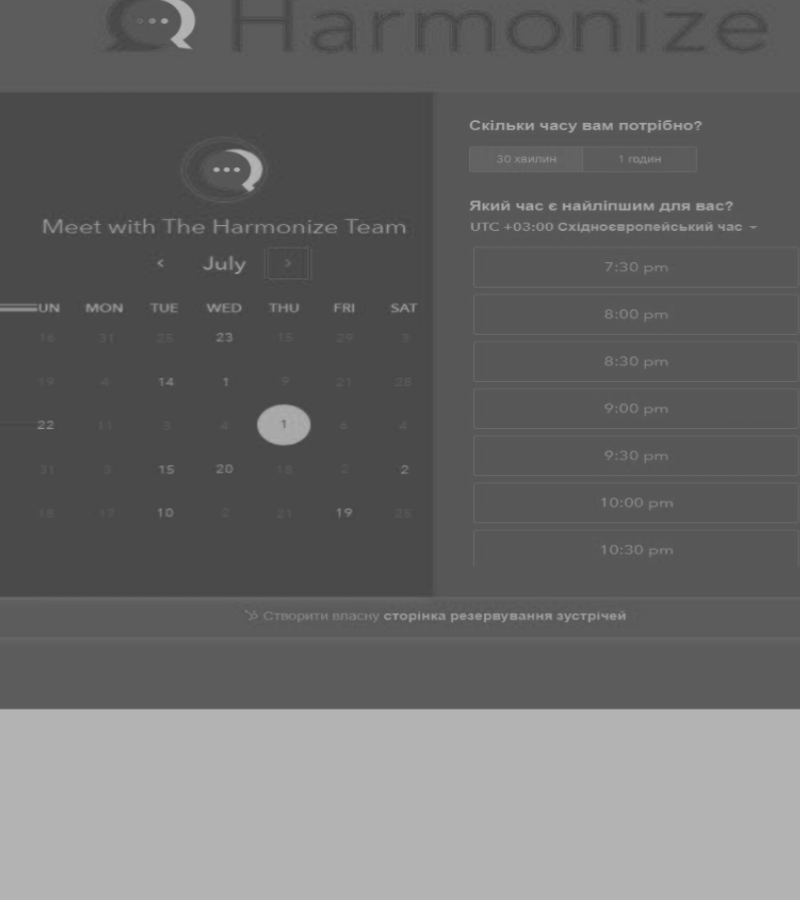 Harmonize
Meet with The Harmonize Team
July
UN MON TUE WED THU FRI SAT
16 31 25 23 15 29 3
19 4 14 1 9 21 28
22 11 3 4 1 6 4
31 9 15 20 18 2 2
18 17 10 2 21 19 26
Скільки часу вам потрібно?
30 хвилин 1 годин
Який час є найліпшим для вас?
UTC +03:00 Східноєвропейський час
7:30 pm
8:00 pm
8:30 pm
9:00 pm
9:30 pm
10:00 pm
10:30 pm
Створити власну сторінка резервування зустрічей